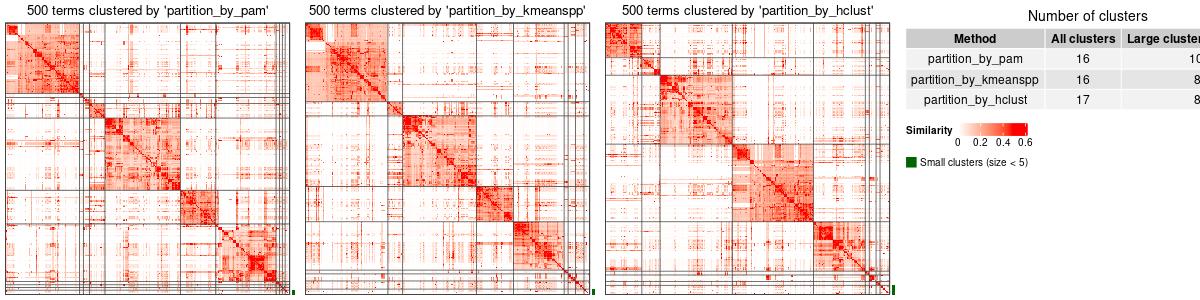 500 terms clustered by 'partition_by_pam'
500 terms clustered by 'partition_by_kmeanspp'
500 terms clustered by 'partition_by_hclust'
Number of clusters
Method All clusters Large
partition_by_pam 16
partition_by_kmeanspp 16 8
partition_by_hclust 17 8
Similarity
0 0.2 0.4 0.6
Small clusters (size < 5)